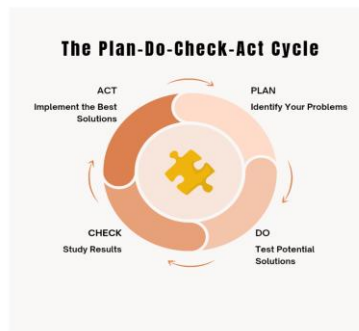 The Plan-Do-Check-Act Cycle
ACT
Implement the Best
Solutions
PLAN
Identify Your Problems
CHECK
Study Results
DO
Test Potential
Solutions